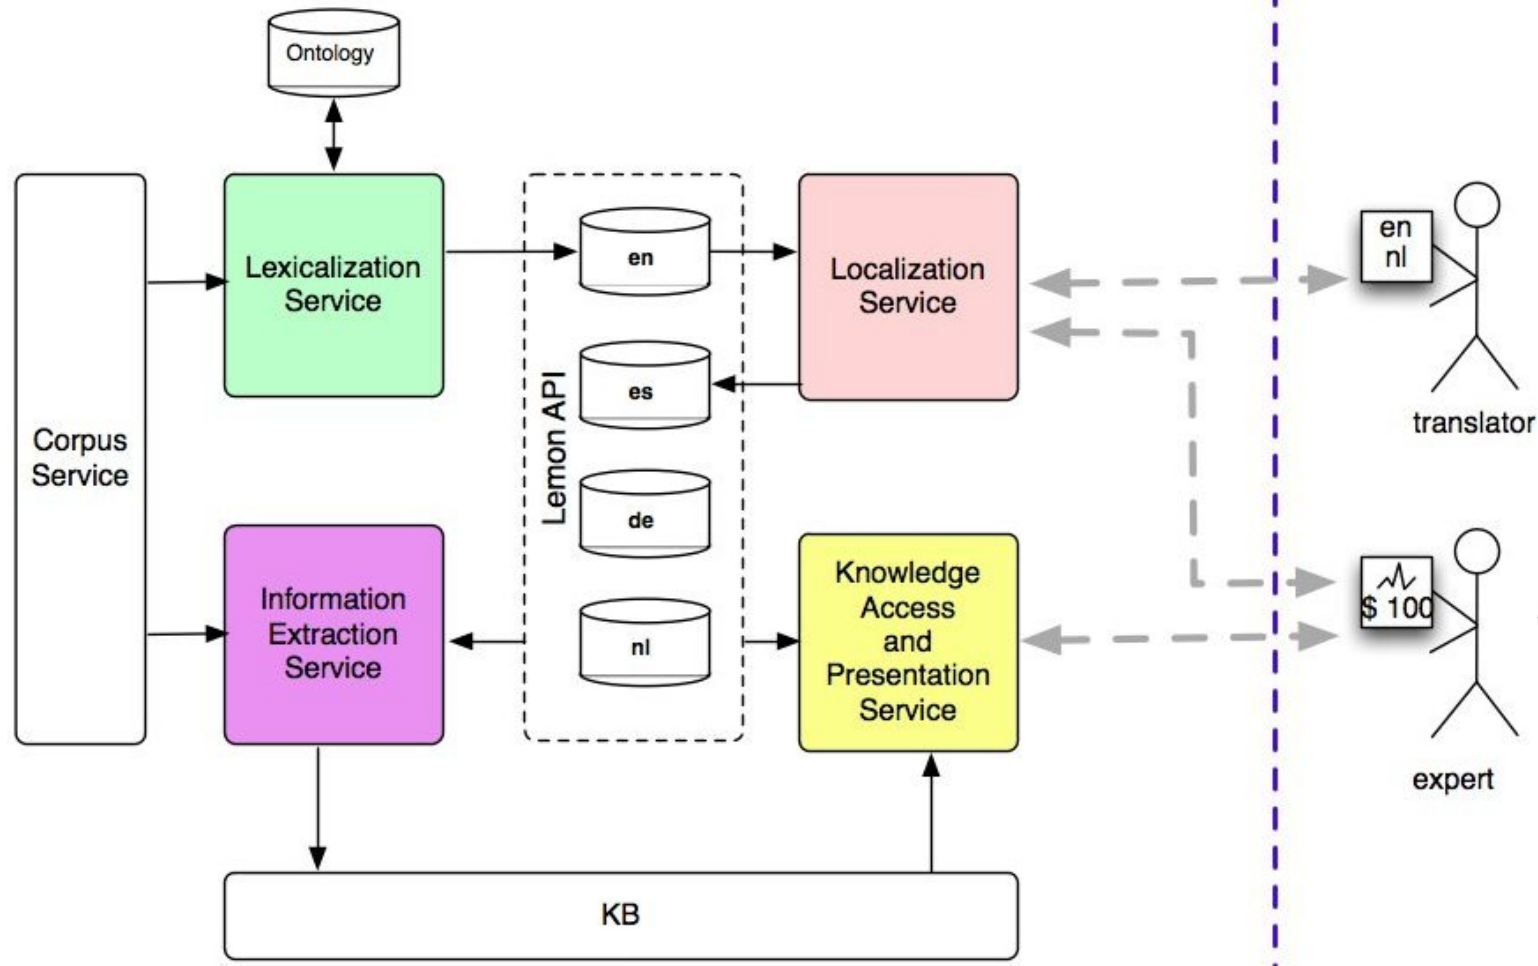 Ontology
Corpus
Service
Lexicalization
Service
Information
Extraction
Service
Lemon API
en
es
de
nl
Localization
Service
Knowledge
Access
and
Presentation
Service
KB
en
nl
translator
$ 100
expert